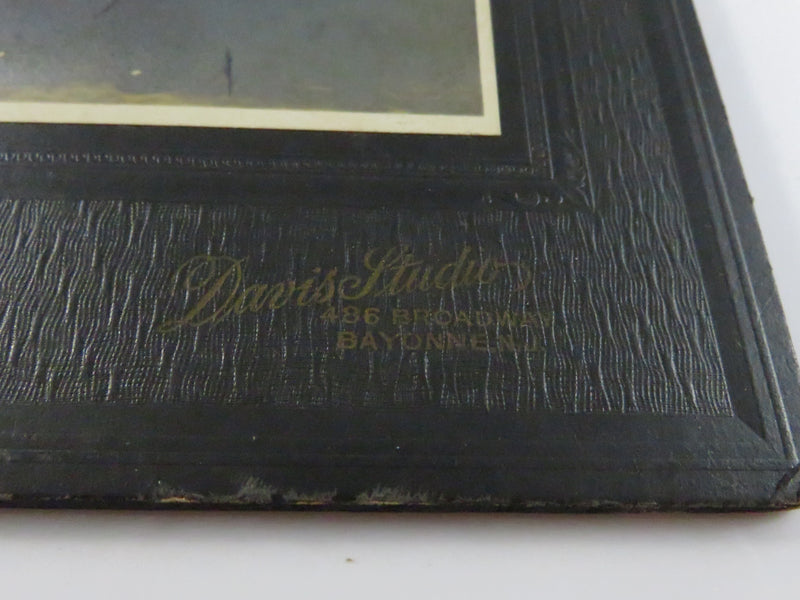 Davis Studio
486 BROADWAY
BAYONNE N.J.